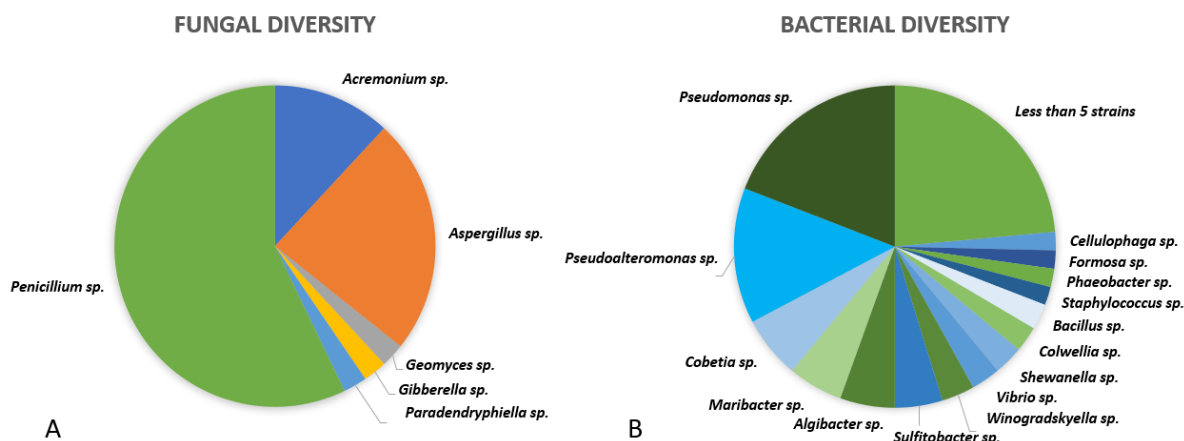 FUNGAL DIVERSITY
Acremonium sp.
Aspergillus sp.
Penicillium sp.
Geomyces sp.
Gibberella sp.
Paradendryphiella sp.
A
BACTERIAL DIVERSITY
Pseudomonas sp.
Less than 5 strains
Cellulophaga sp.
Pseudoalteromonas sp.
Formosa sp.
Phaeobacter sp.
Staphylococcus sp.
Bacillus sp.
Colwellia sp.
Cobetia sp.
Shewanella sp.
Vibrio sp.
Maribacter sp.
Winogradskyella sp.
Algibacter sp.
Sulfitobacter sp.
B